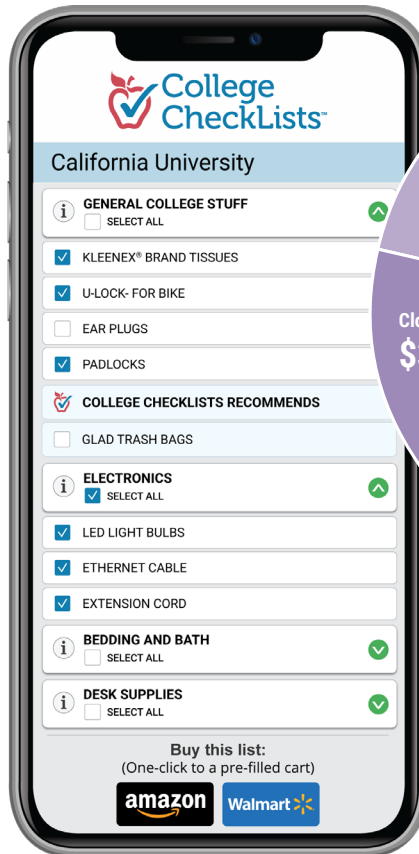 College
CheckLists™
California University
GENERAL COLLEGE STUFF
SELECT ALL
KLEENEX® BRAND TISSUES
U-LOCK- FOR BIKE
EAR PLUGS
PADLOCKS
COLLEGE CHECKLISTS RECOMMENDS
GLAD TRASH BAGS
ELECTRONICS
SELECT ALL
LED LIGHT BULBS
ETHERNET CABLE
EXTENSION CORD
BEDDING AND BATH
SELECT ALL
DESK SUPPLIES
SELECT ALL
Buy this list:
(One-click to a pre-filled cart)
amazon
Walmart